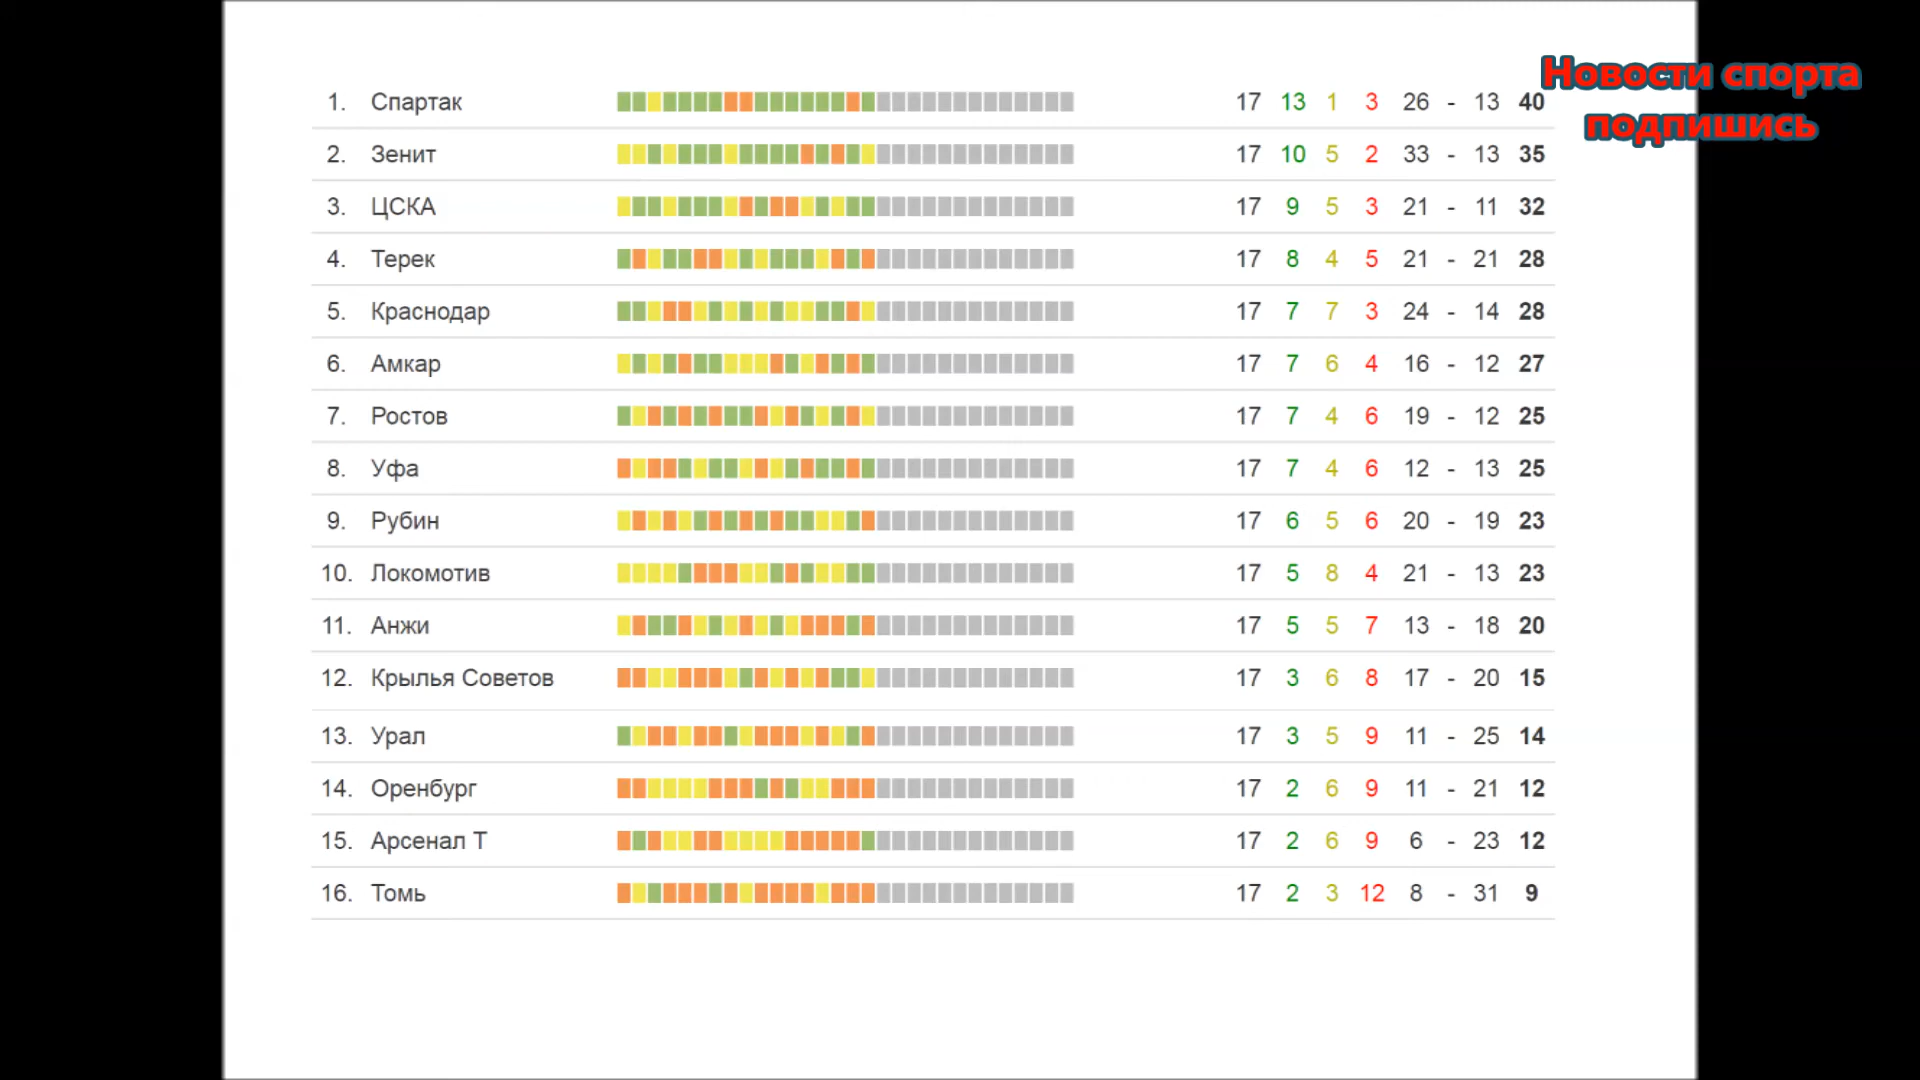 Новости спорта
подпишись
1. Спартак 17 13 1 3 26 - 13 40
2. Зенит 17 10 5 2 33 - 13 35
3. ЦСКА 17 9 5 3 21 - 11 32
4. Терек 17 8 4 5 21 - 21 28
5. Краснодар 17 7 7 3 24 - 14 28
6. Амкар 17 7 6 4 16 - 12 27
7. Ростов 17 7 4 6 19 - 12 25
8. Уфа 17 7 4 6 12 - 13 25
9. Рубин 17 6 5 6 20 - 19 23
10. Локомотив 17 5 8 4 21 - 13 23
11. Анжи 17 5 5 7 13 - 18 20
12. Крылья Советов 17 3 6 8 17 - 20 15
13. Урал 17 3 5 9 11 - 25 14
14. Оренбург 17 2 6 9 11 - 21 12
15. Арсенал Т 17 2 6 9 6 - 23 12
16. Томь 17 2 3 12 8 - 31 9